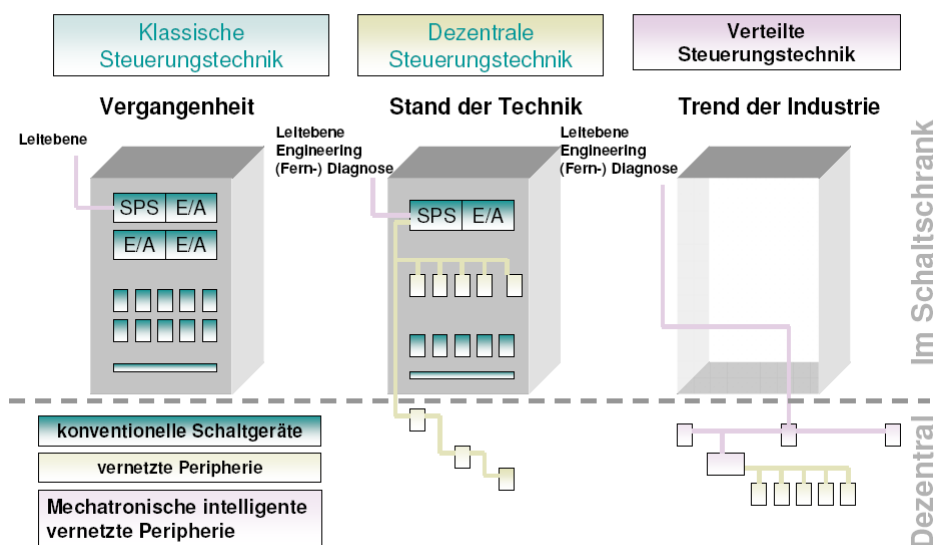 Klassische
Steuerungstechnik
Dezentrale
Steuerungstechnik
Verteilte
Steuerungstechnik
Vergangenheit
Stand der Technik
Trend der Industrie
Leitebene
Leitebene
Engineering
(Fern-) Diagnose
Leitebene
Engineering
(Fern-) Diagnose
SPS
E/A
E/A
E/A
SPS
E/A
Im Schaltschrank
konventionelle Schaltgeräte
vernetzte Peripherie
Mechatronische intelligente
vernetzte Peripherie
Dezentral